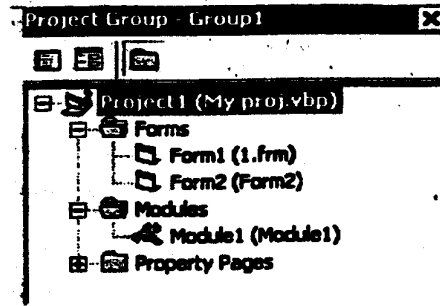 Project Group - Group1
Project1 (My proj.vbp)
Forms
Form1 (1.frm)
Form2 (Form2)
Modules
Module1 (Module1)
Property Pages